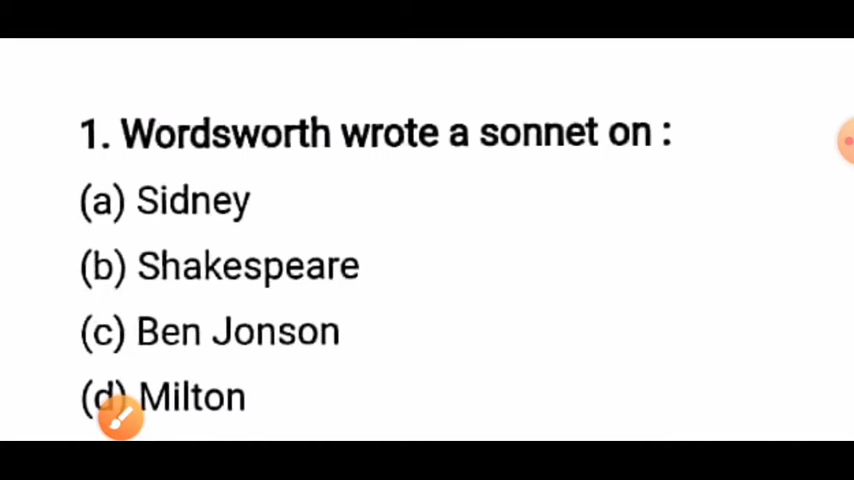 1. Wordsworth wrote a sonnet on :
(a) Sidney
(b) Shakespeare
(c) Ben Jonson
(d) Milton